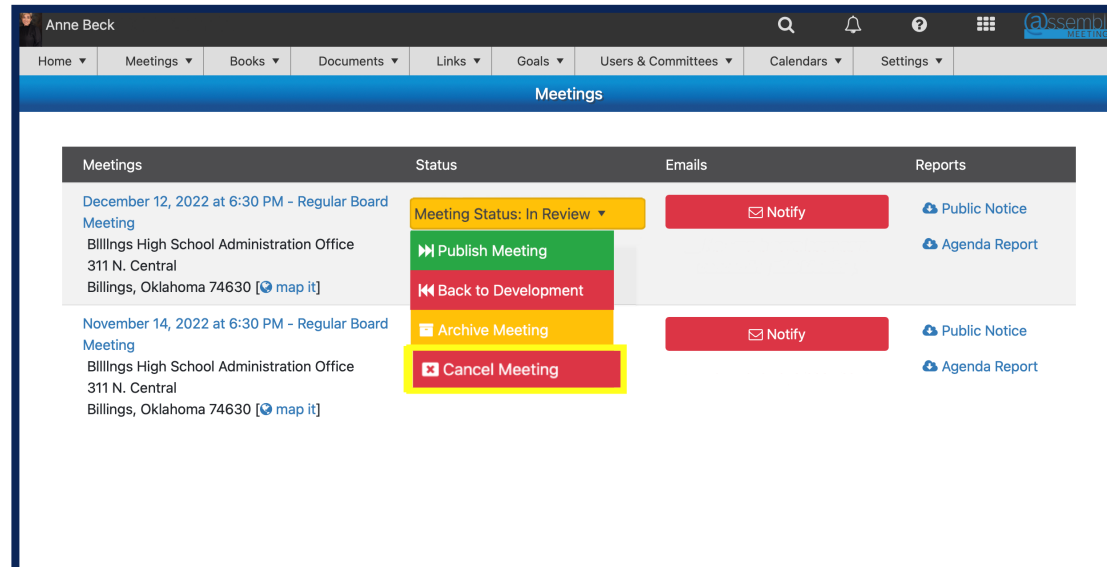 Anne Beck
@ssembl
MEETING
Home ▼ Meetings ▼ Books ▼ Documents ▼ Links ▼ Goals ▼ Users & Committees ▼ Calendars ▼ Settings ▼
Meetings
Meetings Status Emails Reports
December 12, 2022 at 6:30 PM - Regular Board
Meeting
BIllIngs High School Administration Office
311 N. Central
Billings, Oklahoma 74630 [map it]
Meeting Status: In Review ▼
Publish Meeting
Back to Development
Archive Meeting
Cancel Meeting
Notify
Public Notice
Agenda Report
November 14, 2022 at 6:30 PM - Regular Board
Meeting
BIllIngs High School Administration Office
311 N. Central
Billings, Oklahoma 74630 [map it]
Notify
Public Notice
Agenda Report